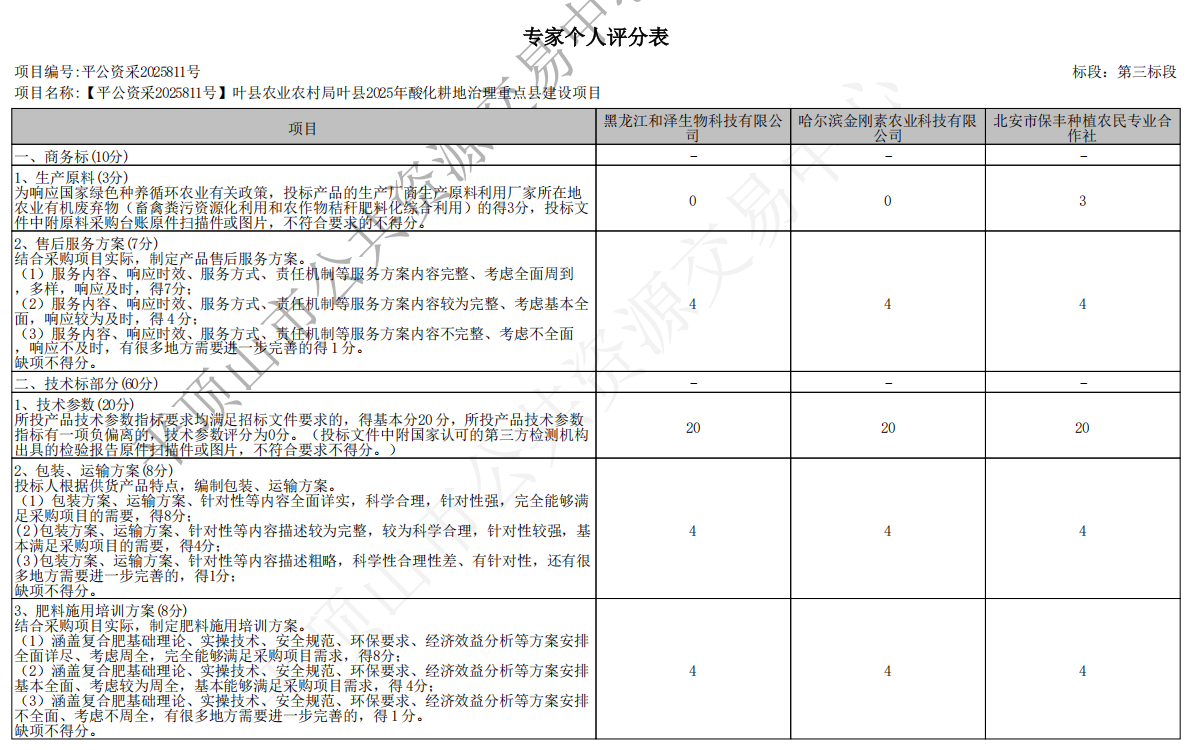 专家个人评分表
项目编号:平公资采2025811号
标段：第三标段
项目名称:【平公资采2025811号】叶县农业农村局叶县2025年酸化耕地治理重点县建设项目
项目
黑龙江和泽生物科技有限公
司
哈尔滨金刚素农业科技有限
公司
北安市保丰种植农民专业合
作社
一、商务标(10分)
–
–
–
1、生产原料(3分)
为响应国家绿色种养循环农业有关政策，投标产品的生产厂商生产原料利用厂家所在地
农业有机废弃物（畜禽粪污资源化利用和农作物秸秆肥料化综合利用）的得3分，投标文
件中附原料采购台账原件扫描件或图片，不符合要求的不得分。
0
0
3
2、售后服务方案(7分)
结合采购项目实际，制定产品售后服务方案。
（1）服务内容、响应时效、服务方式、责任机制等服务方案内容完整、考虑全面周到
，多样，响应及时，得7分；
（2）服务内容、响应时效、服务方式、责任机制等服务方案内容较为完整、考虑基本全
面，响应较为及时，得 4 分；
（3）服务内容、响应时效、服务方式、责任机制等服务方案内容不完整、考虑不全面
，响应不及时，有很多地方需要进一步完善的得 1 分。
缺项不得分。
4
4
4
二、技术标部分(60分)
–
–
–
1、技术参数(20分)
所投产品技术参数指标要求均满足招标文件要求的，得基本分20 分，所投产品技术参数
指标有一项负偏离的，技术参数评分为0分。（投标文件中附国家认可的第三方检测机构
出具的检验报告原件扫描件或图片，不符合要求不得分。）
20
20
20
2、包装、运输方案(8分)
投标人根据供货产品特点，编制包装、运输方案。
（1）包装方案、运输方案、针对性等内容全面详实，科学合理，针对性强，完全能够满
足采购项目的需要，得8分；
(2)包装方案、运输方案、针对性等内容描述较为完整，较为科学合理，针对性较强，基
本满足采购项目的需要，得4分；
(3)包装方案、运输方案、针对性等内容描述粗略，科学性合理性差、有针对性，还有很
多地方需要进一步完善的，得1分；
缺项不得分。
4
4
4
3、肥料施用培训方案(8分)
结合采购项目实际，制定肥料施用培训方案。
（1）涵盖复合肥基础理论、实操技术、安全规范、环保要求、经济效益分析等方案安排
全面详尽、考虑周全，完全能够满足采购项目需求，得8分；
（2）涵盖复合肥基础理论、实操技术、安全规范、环保要求、经济效益分析等方案安排
基本全面、考虑较为周全，基本能够满足采购项目需求，得 4分；
（3）涵盖复合肥基础理论、实操技术、安全规范、环保要求、经济效益分析等方案安排
不全面、考虑不周全，有很多地方需要进一步完善的，得 1 分。
缺项不得分。
4
4
4
平顶山市公共资源交易中心
平顶山市公共资源交易中心